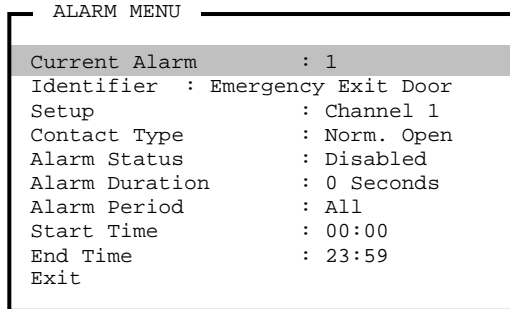 ALARM MENU
Current Alarm : 1
Identifier : Emergency Exit Door
Setup : Channel 1
Contact Type : Norm. Open
Alarm Status : Disabled
Alarm Duration : 0 Seconds
Alarm Period : All
Start Time : 00:00
End Time : 23:59
Exit